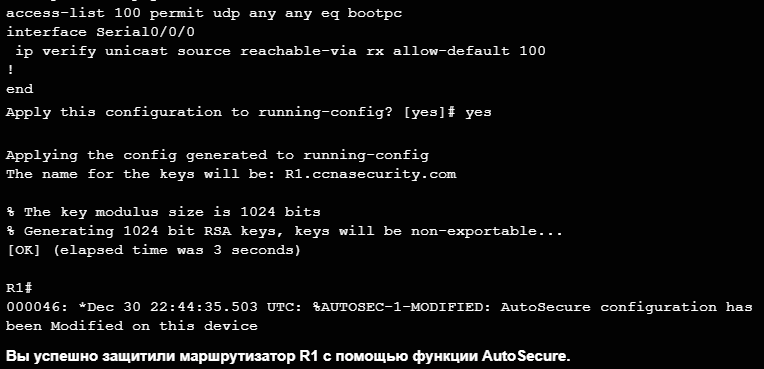 access-list 100 permit udp any any eq bootpc
interface Serial0/0/0
 ip verify unicast source reachable-via rx allow-default 100
!
end
Apply this configuration to running-config? [yes]# yes
Applying the config generated to running-config
The name for the keys will be: R1.ccnasecurity.com
% The key modulus size is 1024 bits
% Generating 1024 bit RSA keys, keys will be non-exportable...
[OK] (elapsed time was 3 seconds)
R1#
000046: *Dec 30 22:44:35.503 UTC: %AUTOSEC-1-MODIFIED: AutoSecure configuration has
been Modified on this device
Вы успешно защитили маршрутизатор R1 с помощью функции AutoSecure.